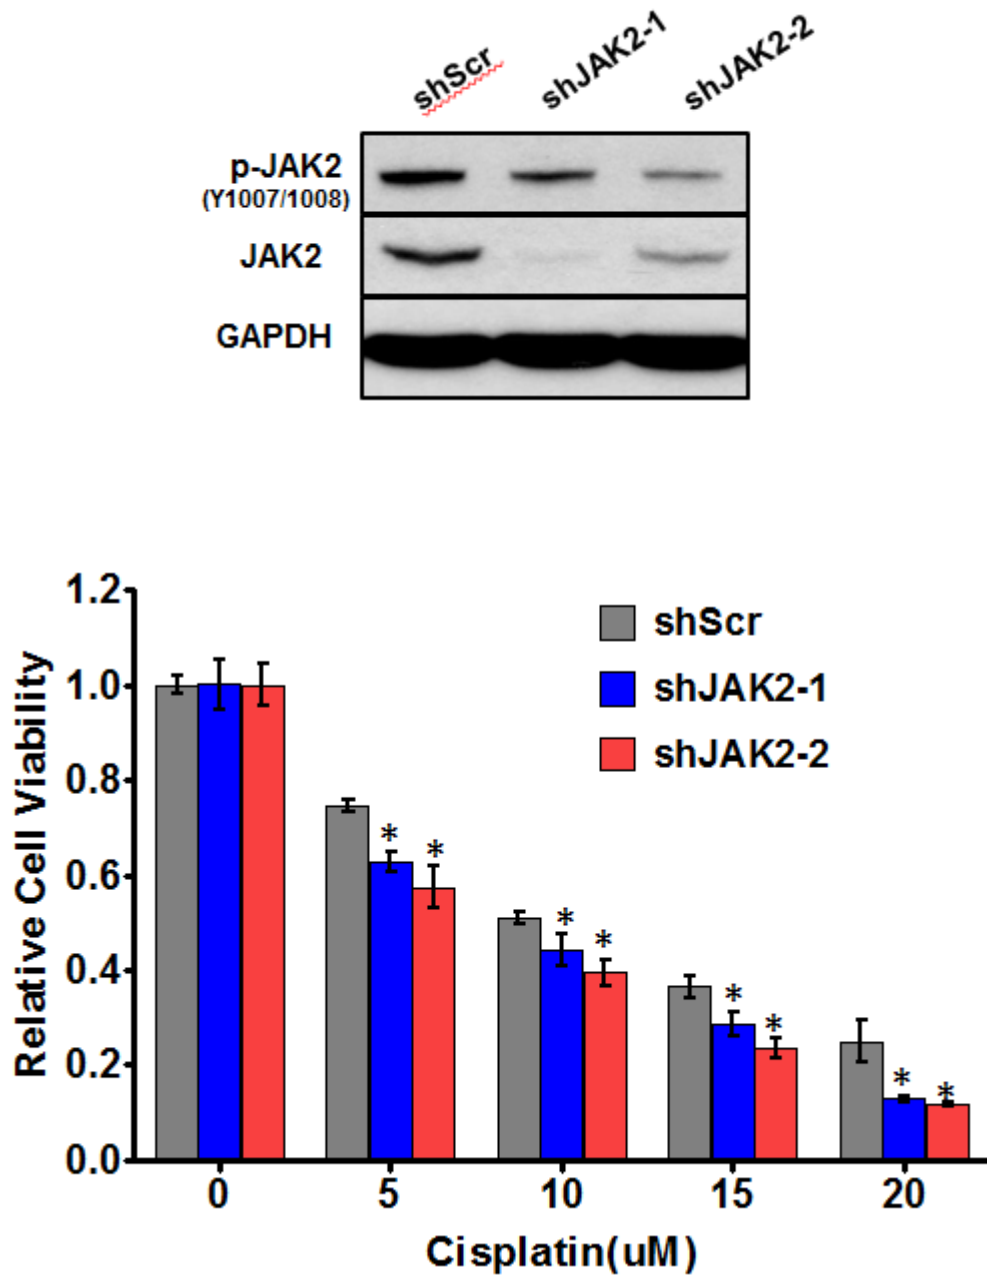 shScr shJAK2-1 shJAK2-2
p-JAK2
(Y1007/1008)
JAK2
GAPDH
1.2
1.0
0.8
0.6
0.4
0.2
0.0
Relative Cell Viability
shScr
shJAK2-1
shJAK2-2
* *
* *
* *
* *
0 5 10 15 20
Cisplatin(uM)